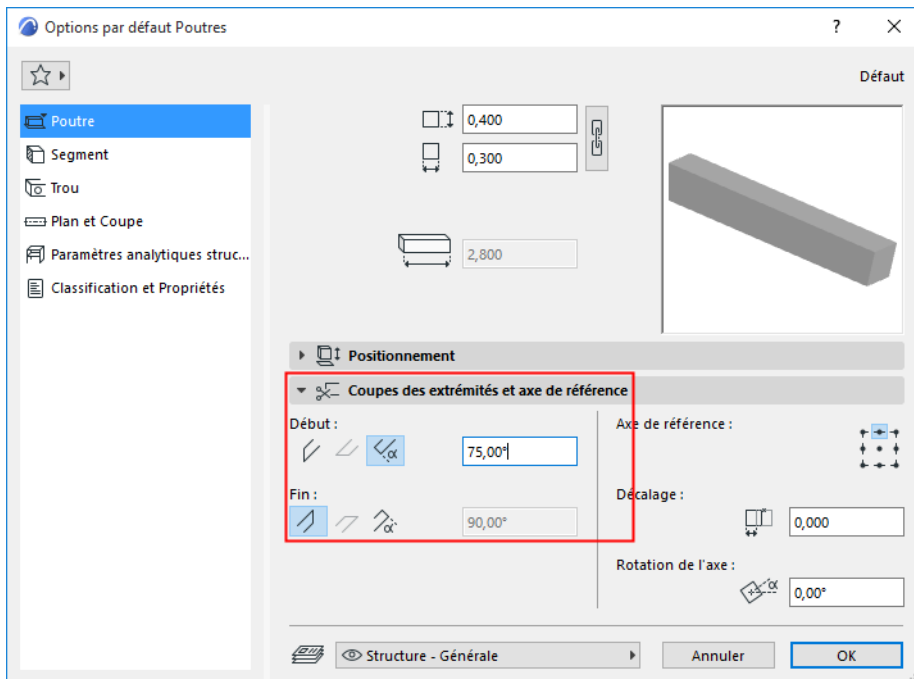 Options par défaut Poutres
?
Défaut
Poutre
Segment
Trou
Plan et Coupe
Paramètres analytiques struc...
Classification et Propriétés
0,400
0,300
2,800
Positionnement
Coupes des extrémités et axe de référence
Début :
α
75,00°
Fin :
α
90,00°
Axe de référence :
Décalage :
0,000
Rotation de l'axe :
α
0,00°
Structure - Générale
Annuler
OK